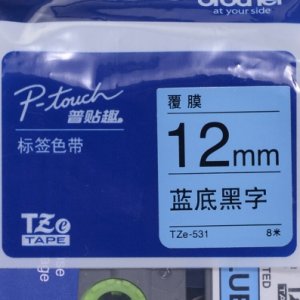 brother
at your side
P-touch
普贴趣
标签色带
覆膜
12mm
蓝底黑字
TZe-531
8米
TZe
TAPE